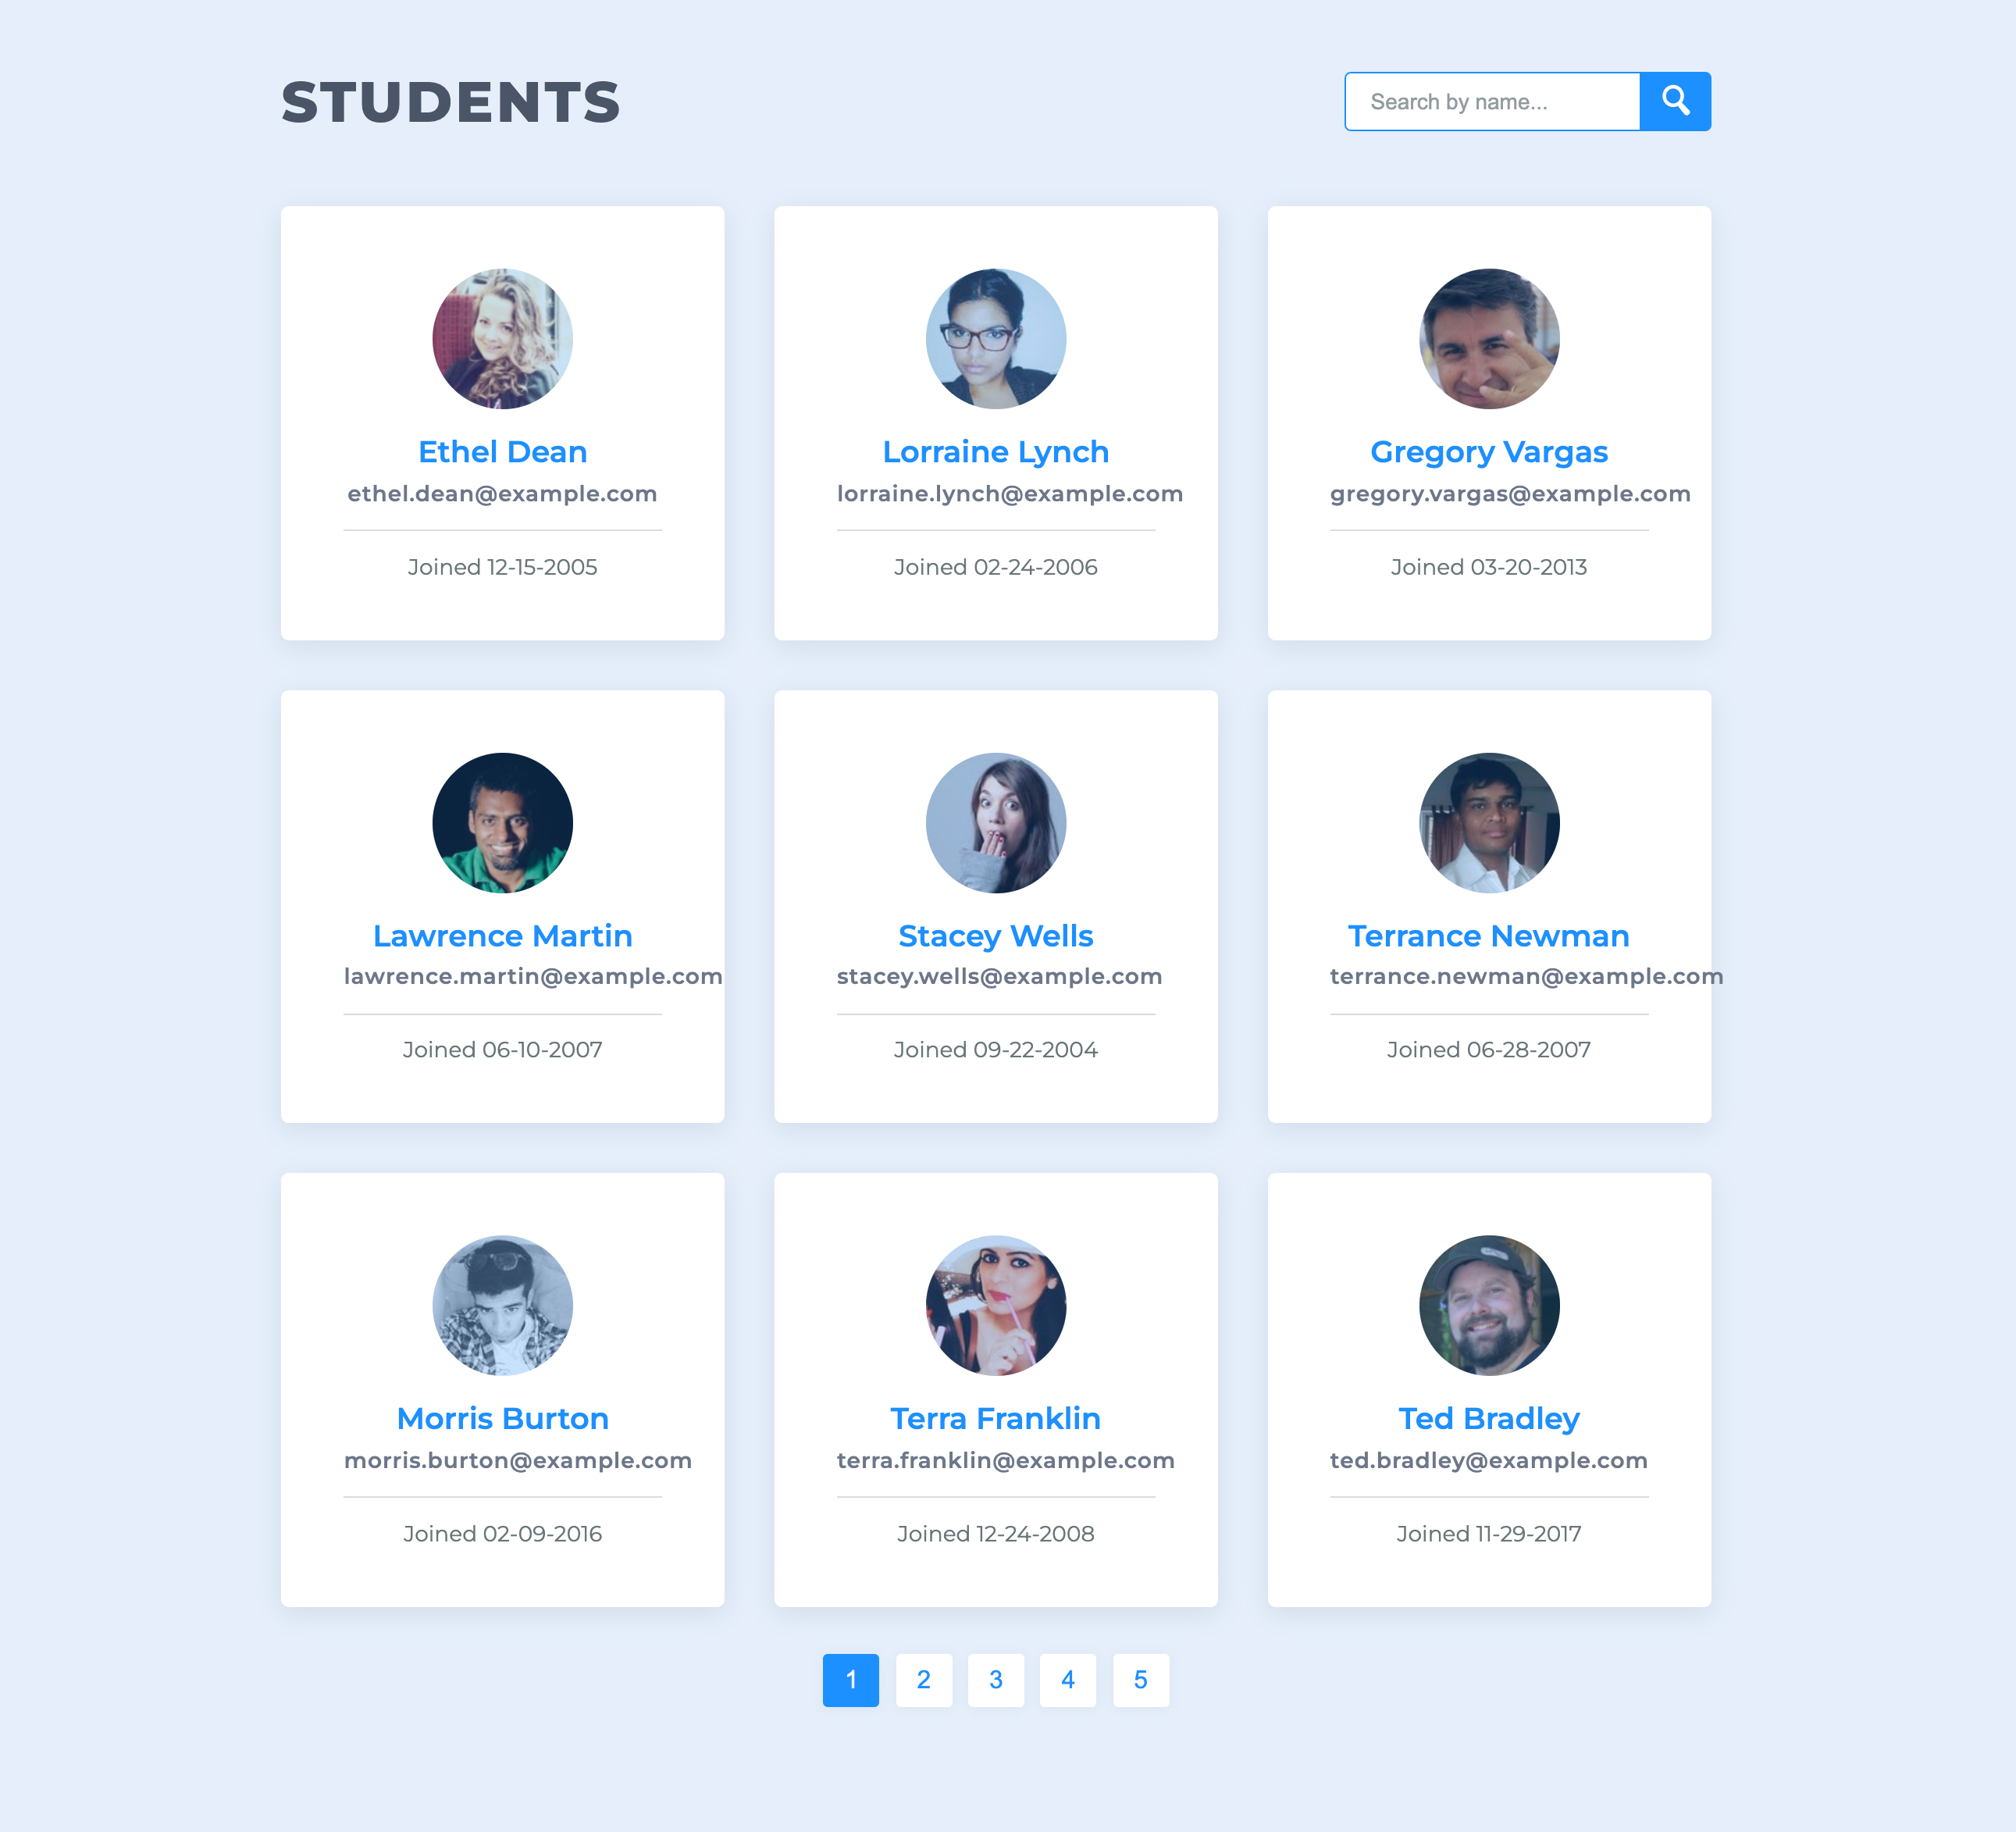 STUDENTS
Search by name...
Ethel Dean
ethel.dean@example.com
Joined 12-15-2005
Lorraine Lynch
lorraine.lynch@example.com
Joined 02-24-2006
Gregory Vargas
gregory.vargas@example.com
Joined 03-20-2013
Lawrence Martin
lawrence.martin@example.com
Joined 06-10-2007
Stacey Wells
stacey.wells@example.com
Joined 09-22-2004
Terrance Newman
terrance.newman@example.com
Joined 06-28-2007
Morris Burton
morris.burton@example.com
Joined 02-09-2016
Terra Franklin
terra.franklin@example.com
Joined 12-24-2008
Ted Bradley
ted.bradley@example.com
Joined 11-29-2017
1 2 3 4 5